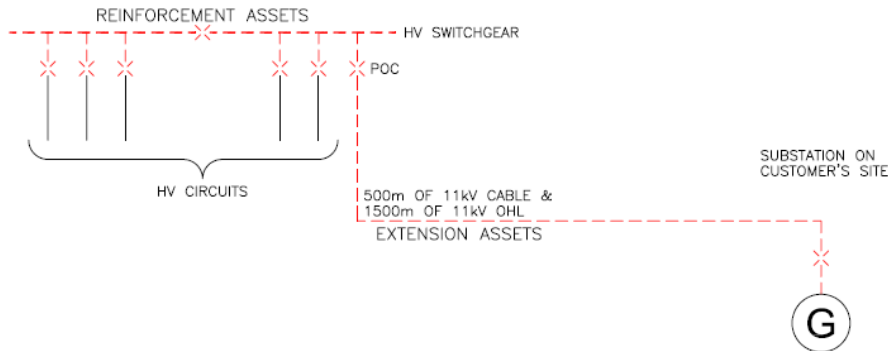 REINFORCEMENT ASSETS
HV SWITCHGEAR
POC
HV CIRCUITS
SUBSTATION ON
CUSTOMER'S SITE
500m OF 11kV CABLE &
1500m OF 11kV OHL
EXTENSION ASSETS
G